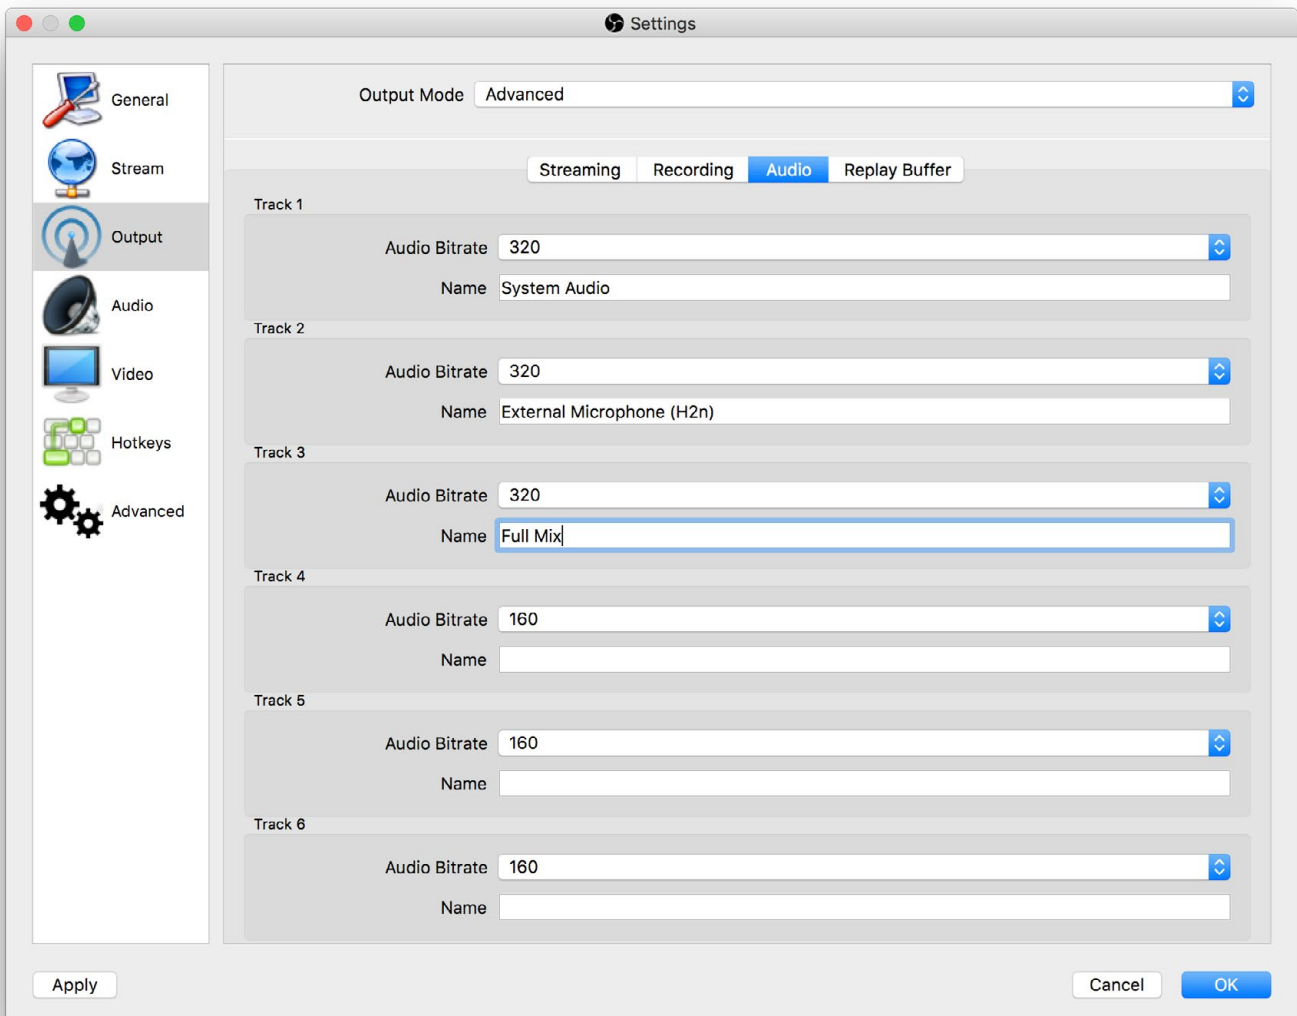 Settings
General
Stream
Output
Audio
Video
Hotkeys
Advanced
Output Mode Advanced
Streaming Recording Audio Replay Buffer
Track 1
Audio Bitrate 320
Name System Audio
Track 2
Audio Bitrate 320
Name External Microphone (H2n)
Track 3
Audio Bitrate 320
Name Full Mix
Track 4
Audio Bitrate 160
Name
Track 5
Audio Bitrate 160
Name
Track 6
Audio Bitrate 160
Name
Apply Cancel OK